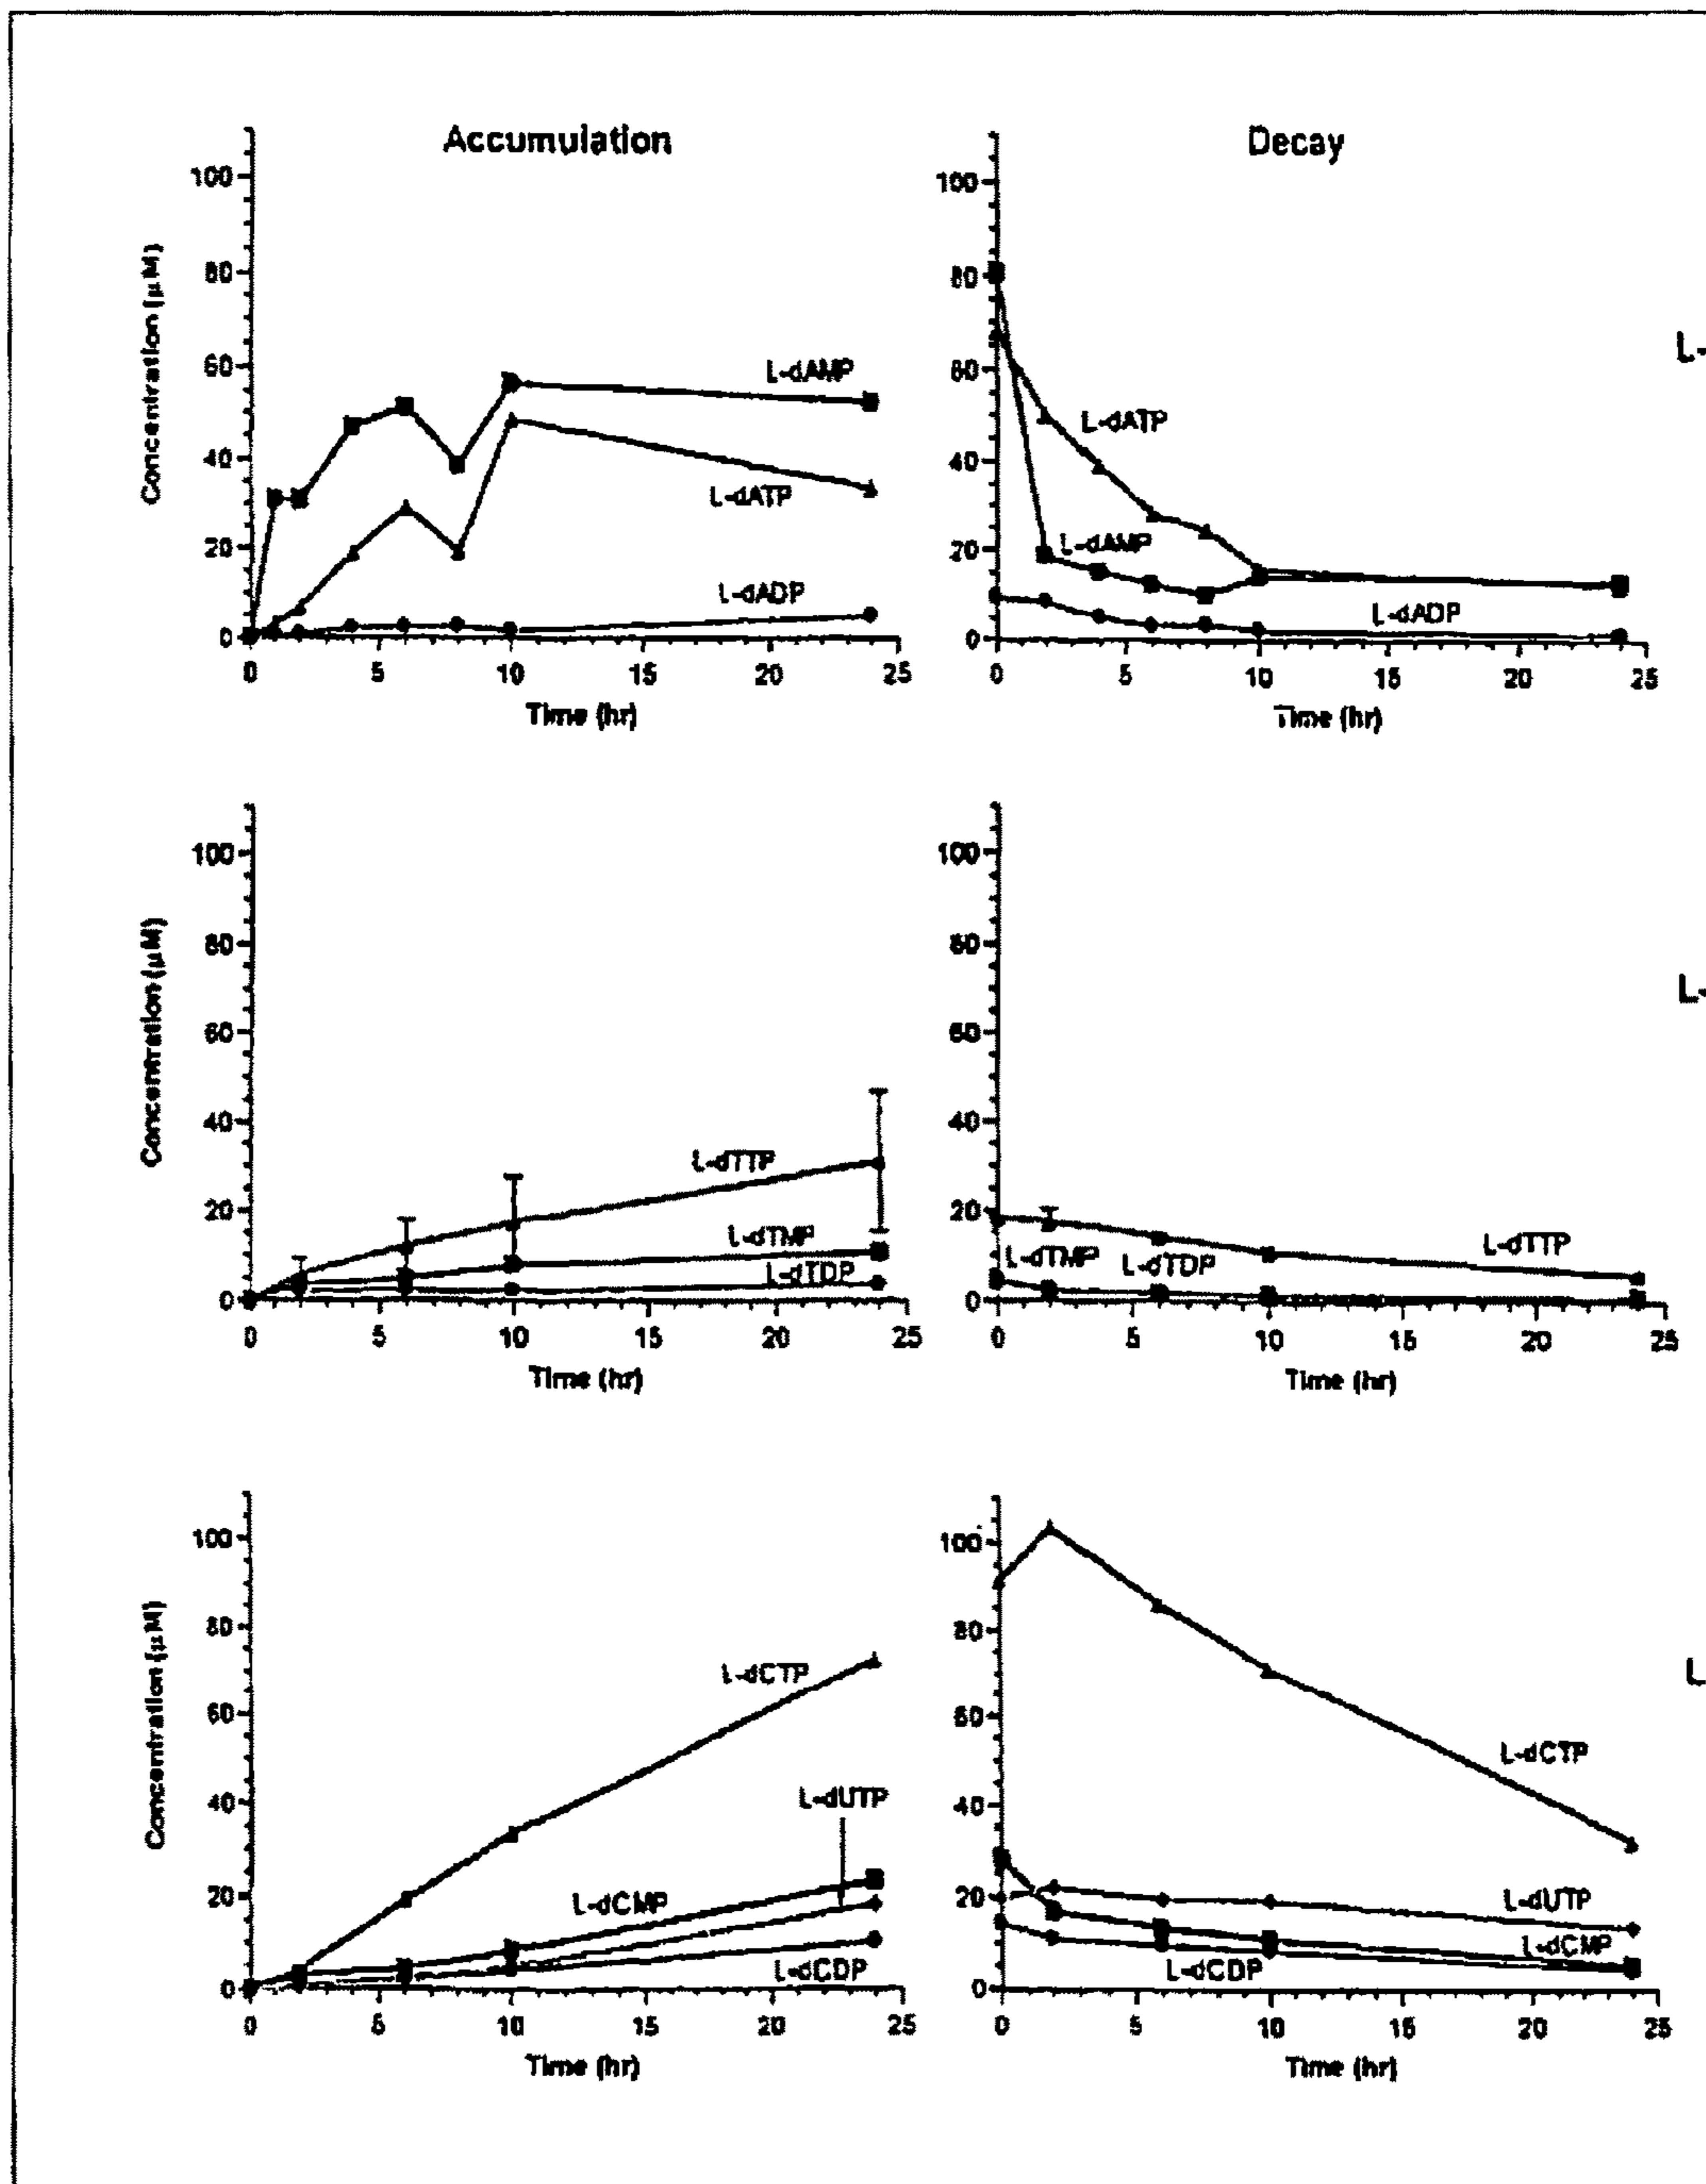 Accumulation
Concentration (µM)
100
80
60
40
20
0
L-dAMP
L-dATP
L-dADP
0 5 10 15 20 25
Time (hr)
Decay
100
80
60
40
20
0
L-dATP
L-dAMP
L-dADP
0 5 10 15 20 25
Time (hr)
L-
Concentration (µM)
100
80
60
40
20
0
L-dTTP
L-dTMP
L-dTDP
0 5 10 15 20 25
Time (hr)
100
80
60
40
20
0
L-dTMP
L-dTDP
L-dTTP
0 5 10 15 20 25
Time (hr)
L-
Concentration (µM)
100
80
60
40
20
0
L-dCTP
L-dUTP
L-dCMP
L-dCDP
0 5 10 15 20 25
Time (hr)
100
80
60
40
20
0
L-dCTP
L-dUTP
L-dCMP
L-dCDP
0 5 10 15 20 25
Time (hr)
L-